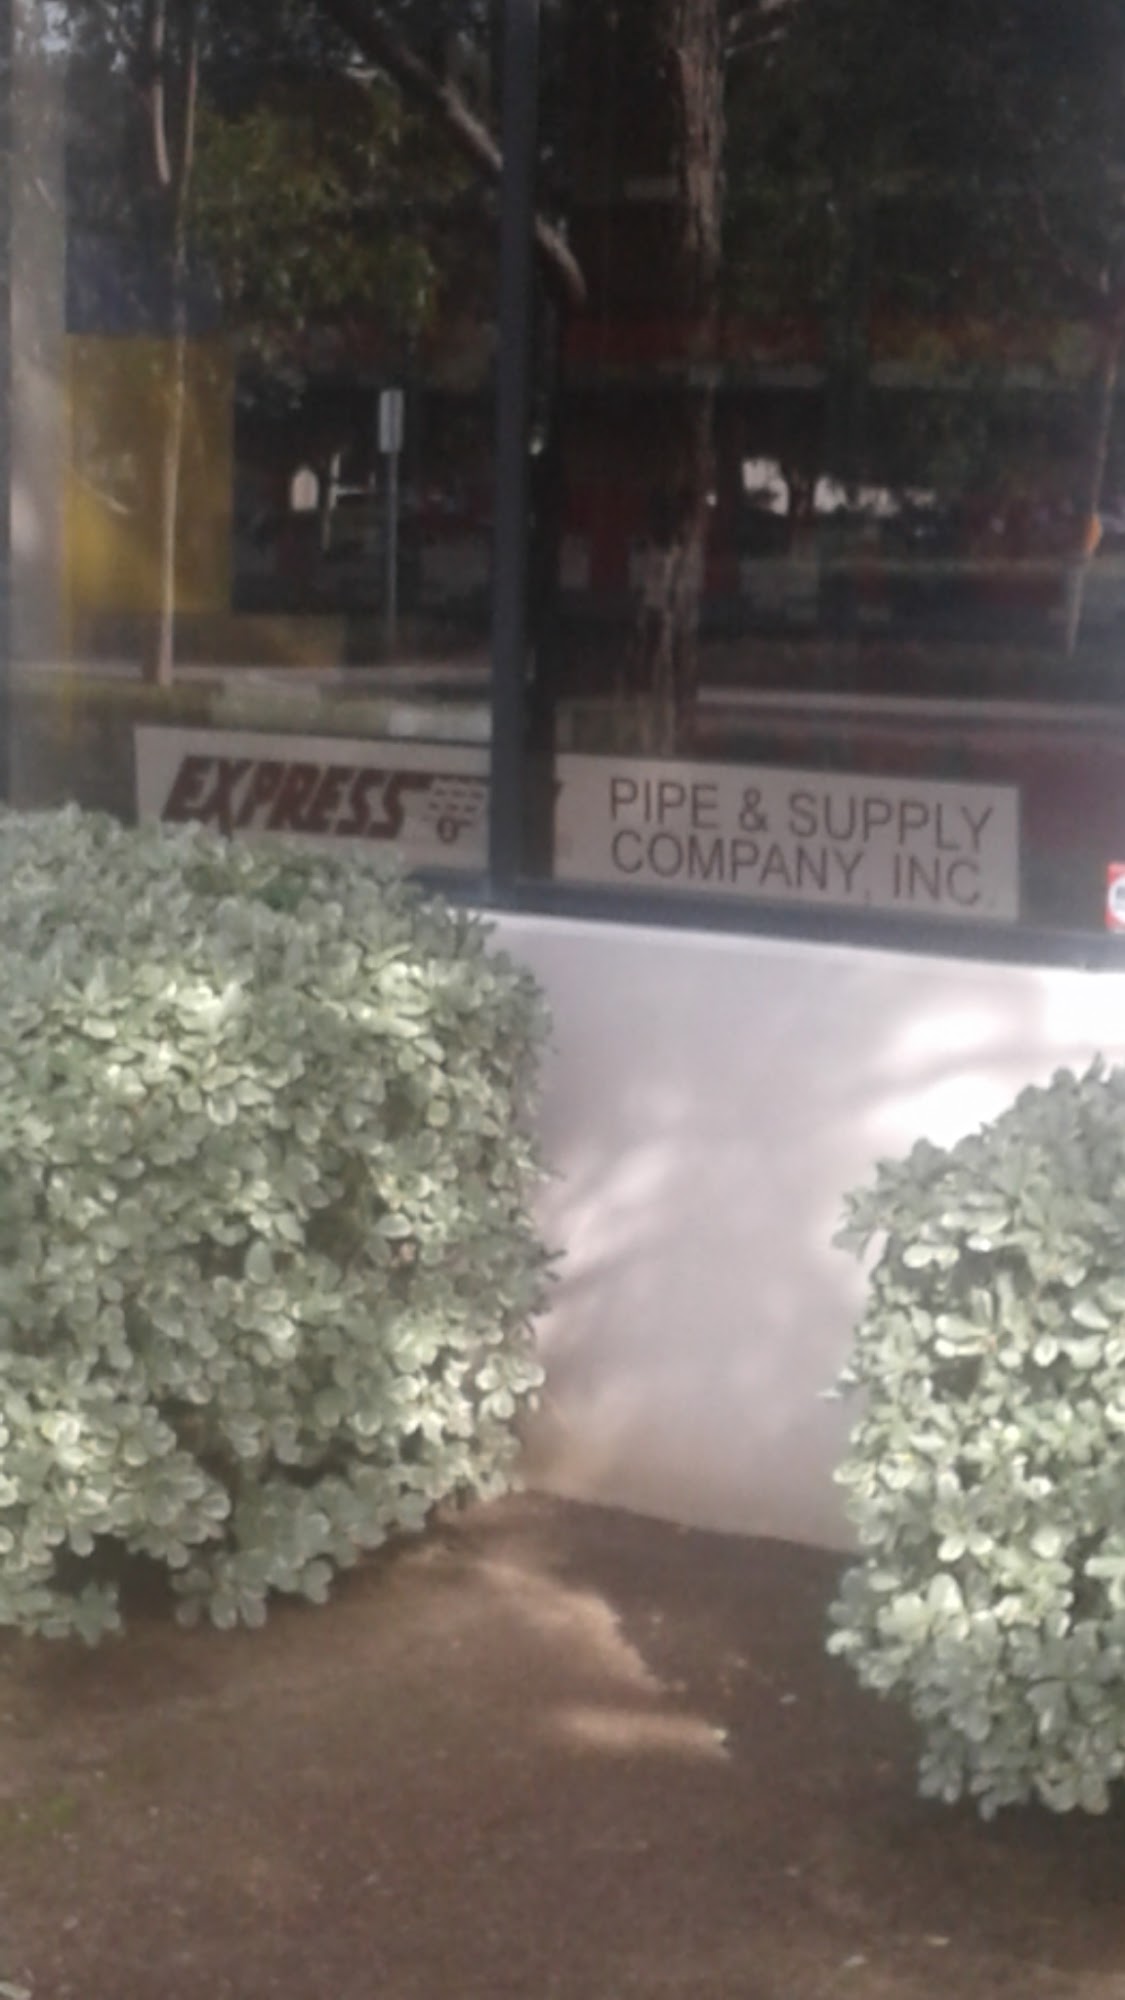 EXPRESS
PIPE & SUPPLY
COMPANY, INC.